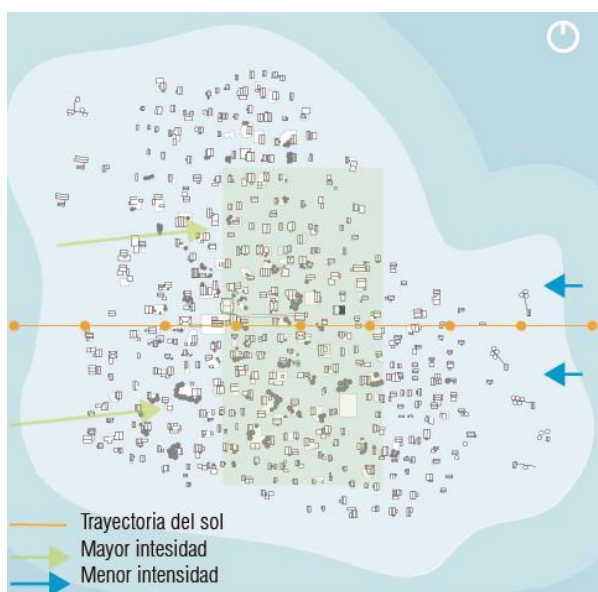 Trayectoria del sol
Mayor intesidad
Menor intensidad